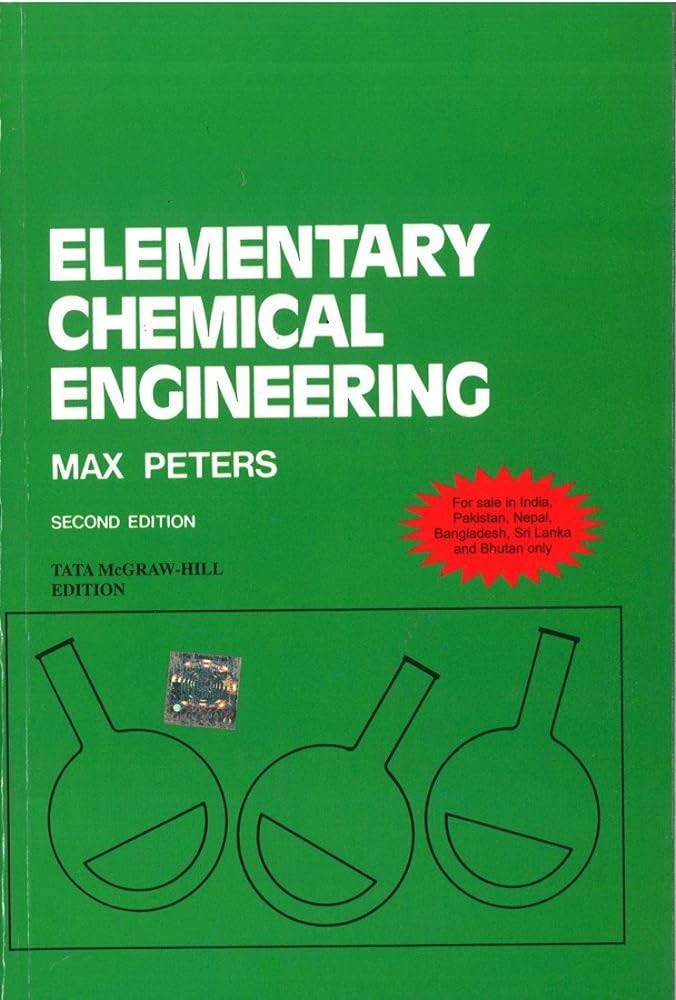 ELEMENTARY
CHEMICAL
ENGINEERING
MAX PETERS
SECOND EDITION
TATA McGRAW-HILL
EDITION
For sale in India,
Pakistan, Nepal,
Bangladesh, Sri Lanka
and Bhutan only